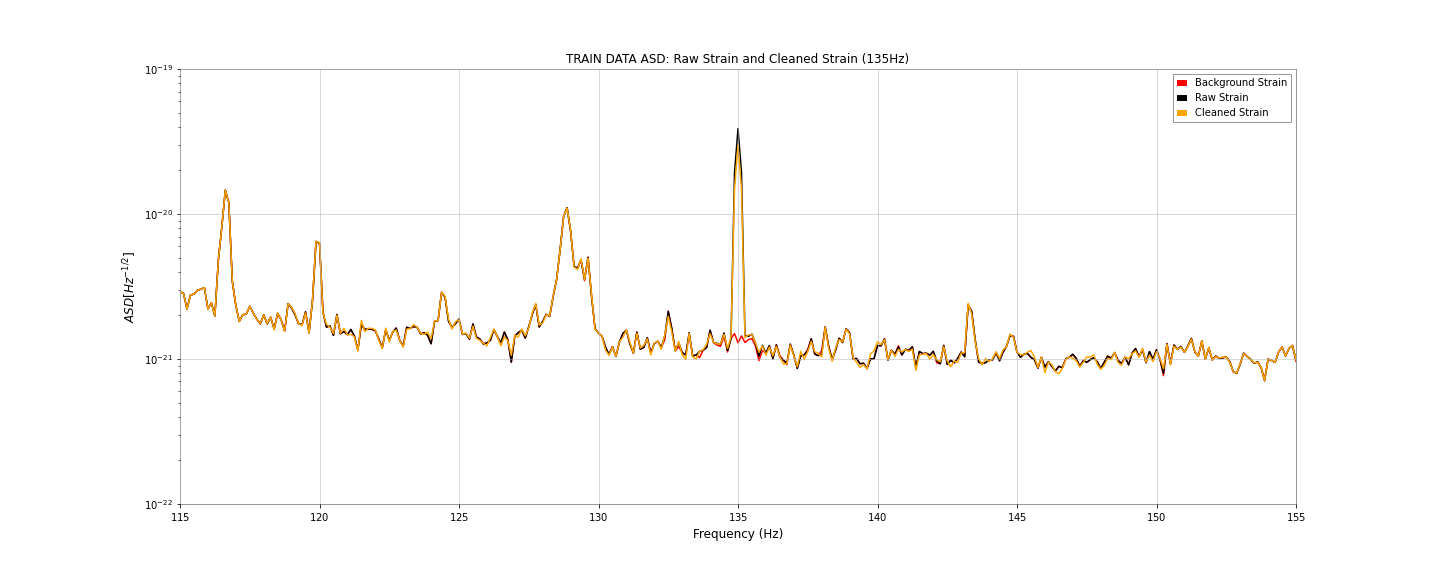 TRAIN DATA ASD: Raw Strain and Cleaned Strain (135Hz)
10⁻¹⁹
Background Strain
Raw Strain
Cleaned Strain
10⁻²⁰
ASD[Hz⁻¹/²]
10⁻²¹
10⁻²²
115 120 125 130 135 140 145 150 155
Frequency (Hz)